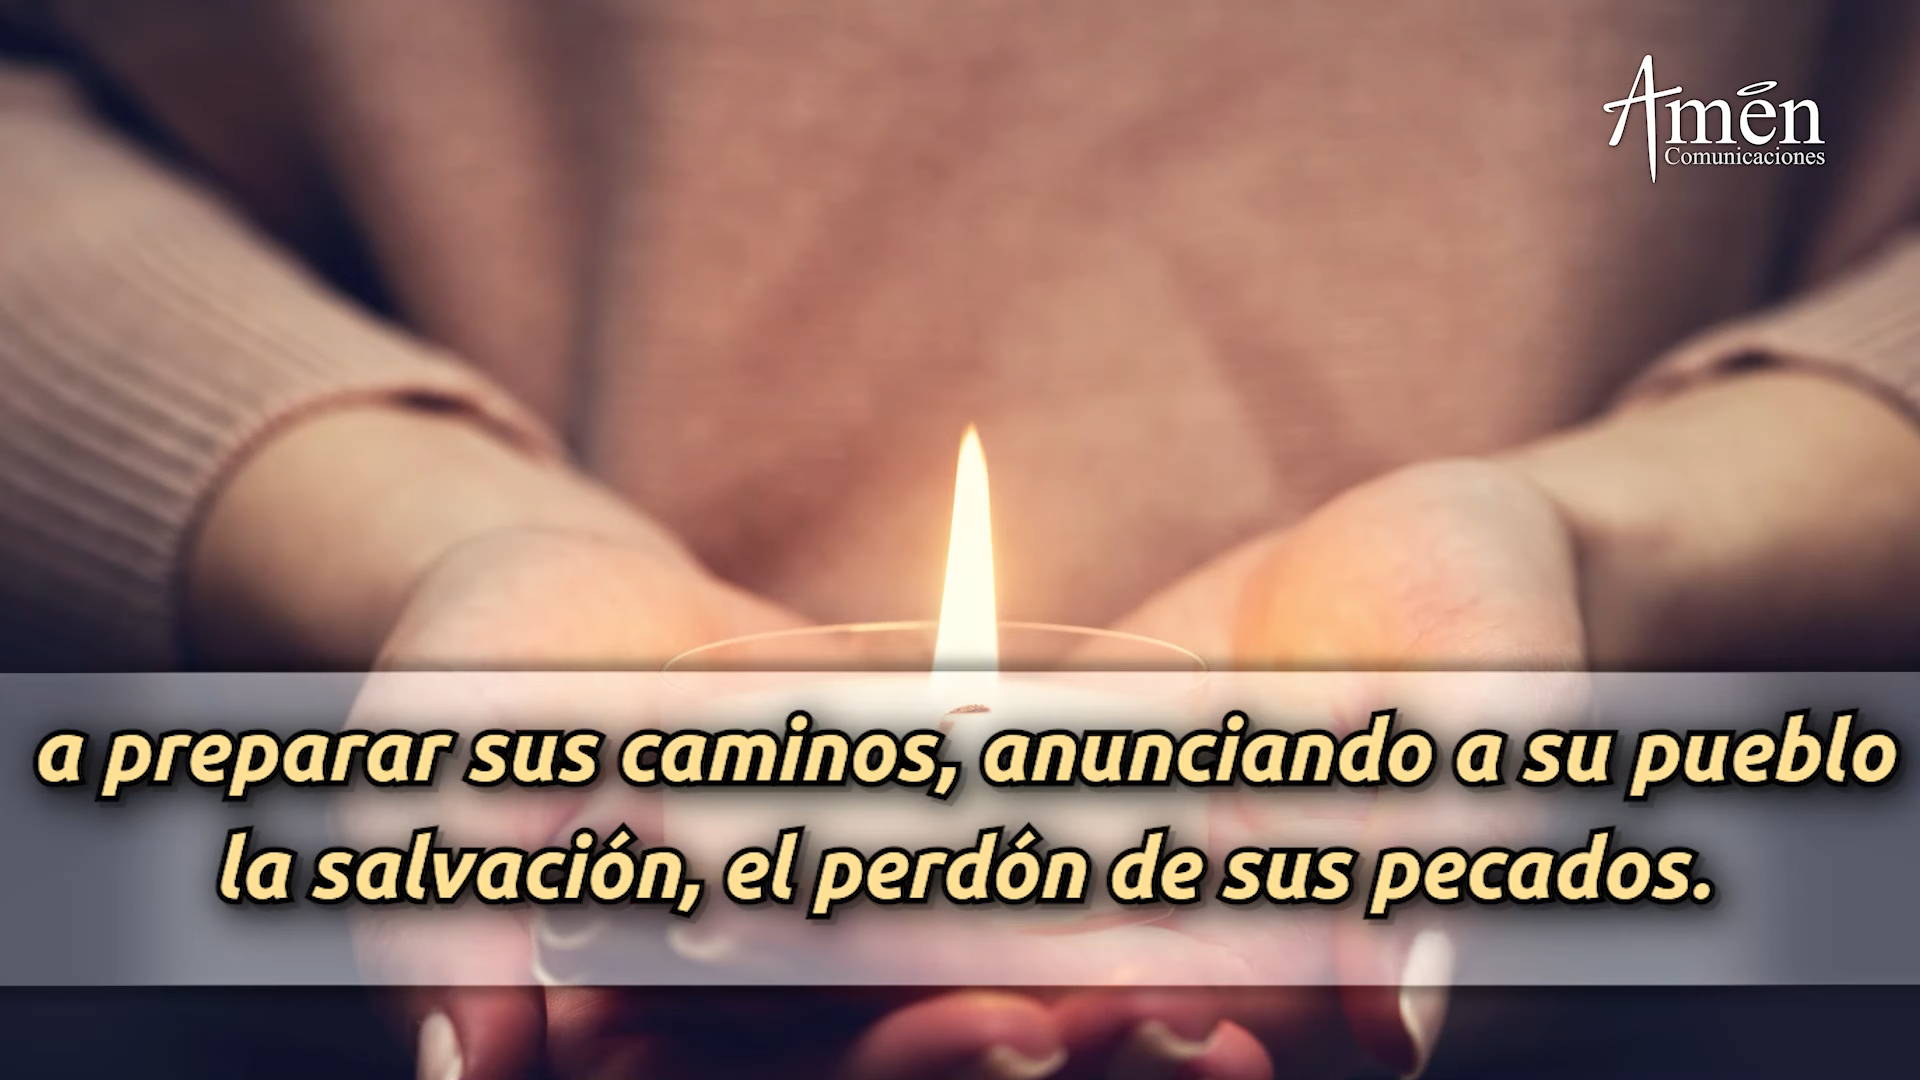 Amén
Comunicaciones
a preparar sus caminos, anunciando a su pueblo
la salvación, el perdón de sus pecados.